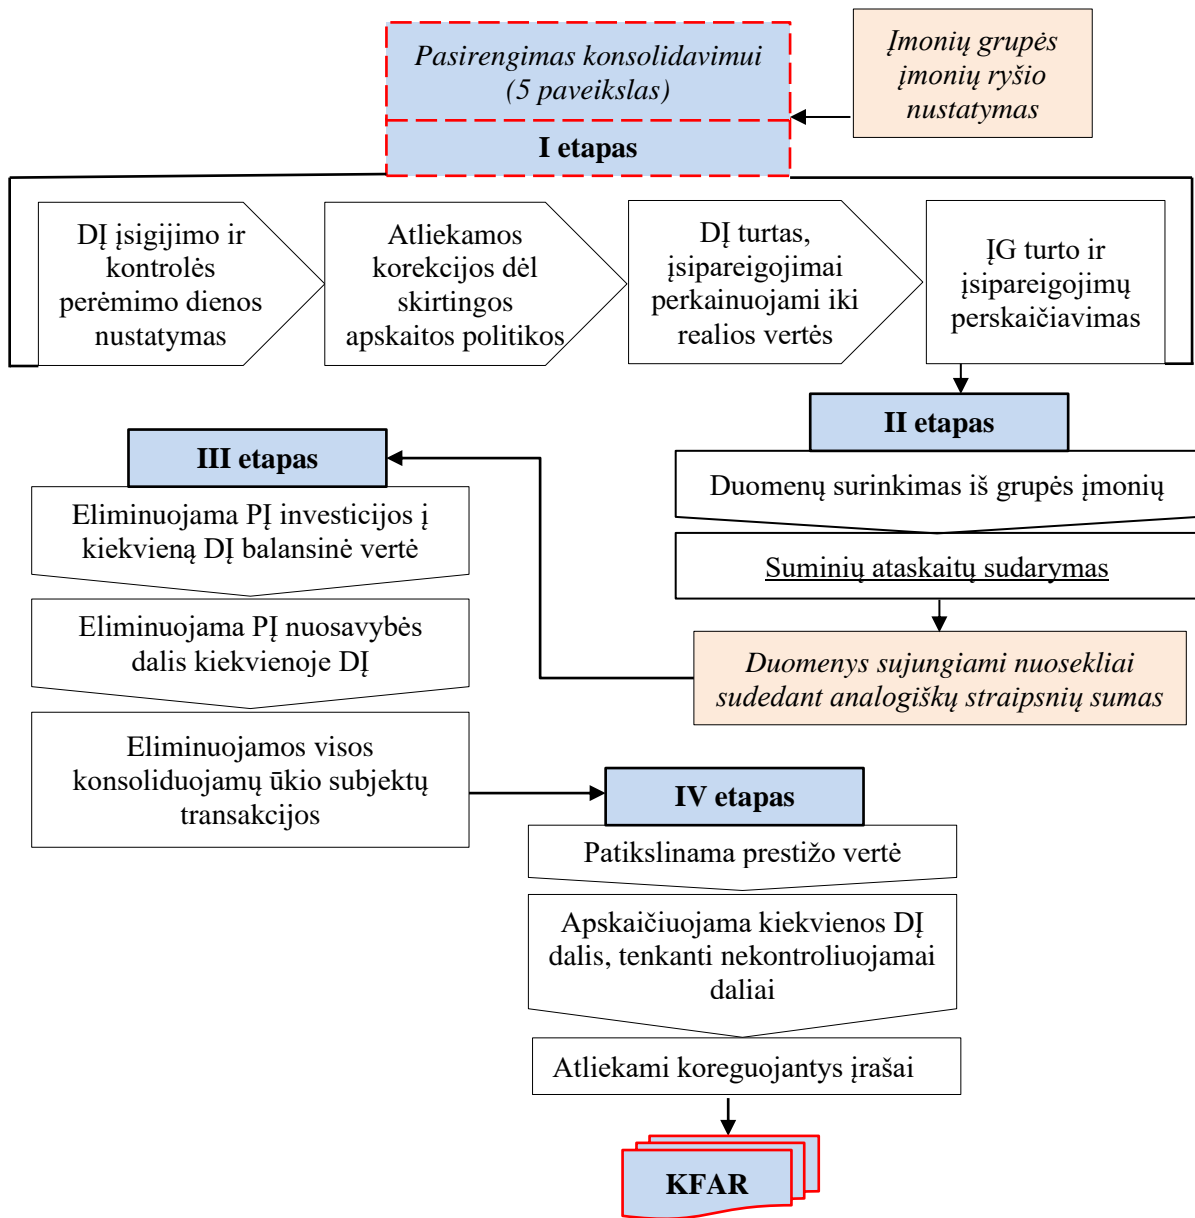 Pasirengimas konsolidavimui
(5 paveikslas)
I etapas
Įmonių grupės
įmonių ryšio
nustatymas
DĮ įsigijimo ir
kontrolės
perėmimo dienos
nustatymas
Atliekamos
korekcijos dėl
skirtingos
apskaitos politikos
DĮ turtas,
įsipareigojimai
perkainuojami iki
realios vertės
ĮG turto ir
įsipareigojimų
perskaičiavimas
II etapas
Duomenų surinkimas iš grupės įmonių
Suminių ataskaitų sudarymas
Duomenys sujungiami nuosekliai
sudedant analogiškų straipsnių sumas
III etapas
Eliminuojama PĮ investicijos į
kiekvieną DĮ balansinė vertė
Eliminuojama PĮ nuosavybės
dalis kiekvienoje DĮ
Eliminuojamos visos
konsoliduojamų ūkio subjektų
transakcijos
IV etapas
Patikslinama prestižo vertė
Apskaičiuojama kiekvienos DĮ
dalis, tenkanti nekontroliuojamai
daliai
Atliekami koreguojantys įrašai
KFAR